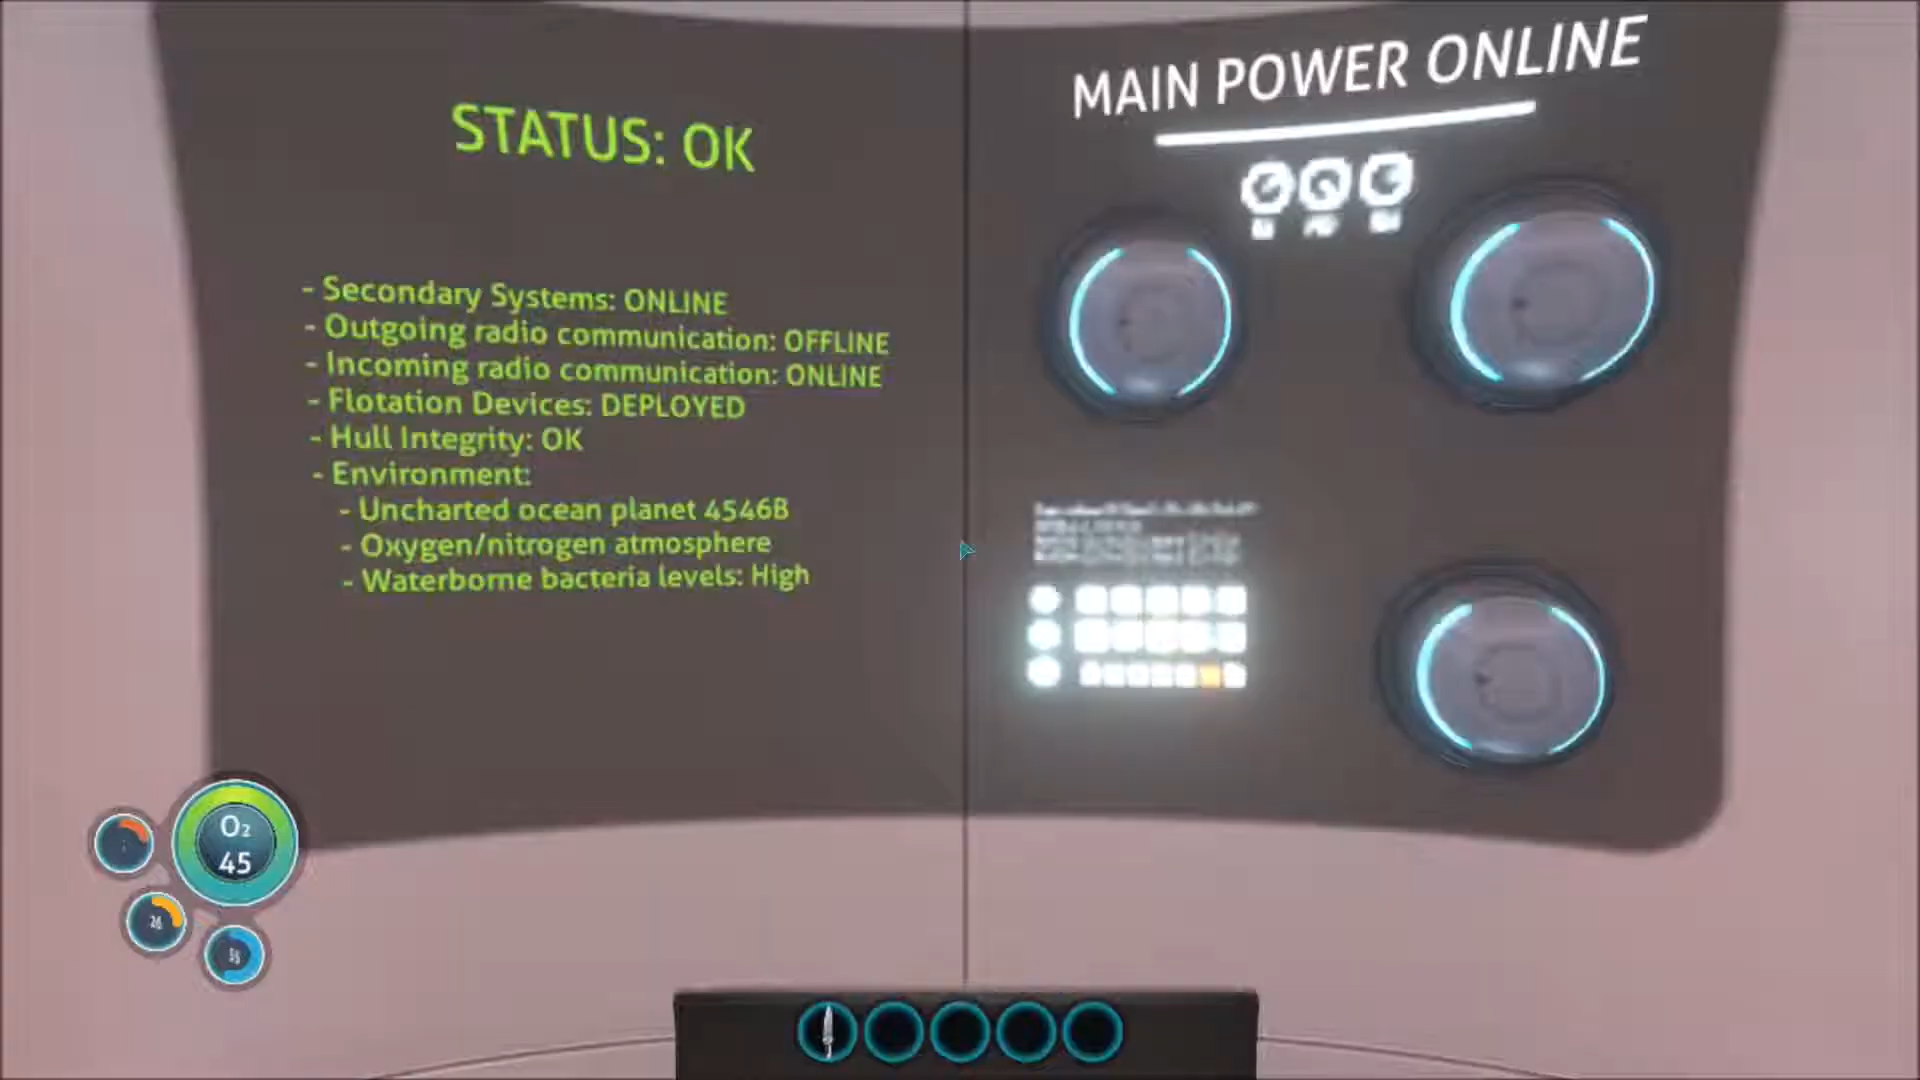 STATUS: OK
- Secondary Systems: ONLINE
- Outgoing radio communication: OFFLINE
- Incoming radio communication: ONLINE
- Flotation Devices: DEPLOYED
- Hull Integrity: OK
- Environment:
- Uncharted ocean planet 4546B
- Oxygen/nitrogen atmosphere
- Waterborne bacteria levels: High
MAIN POWER ONLINE
O₂
45
26